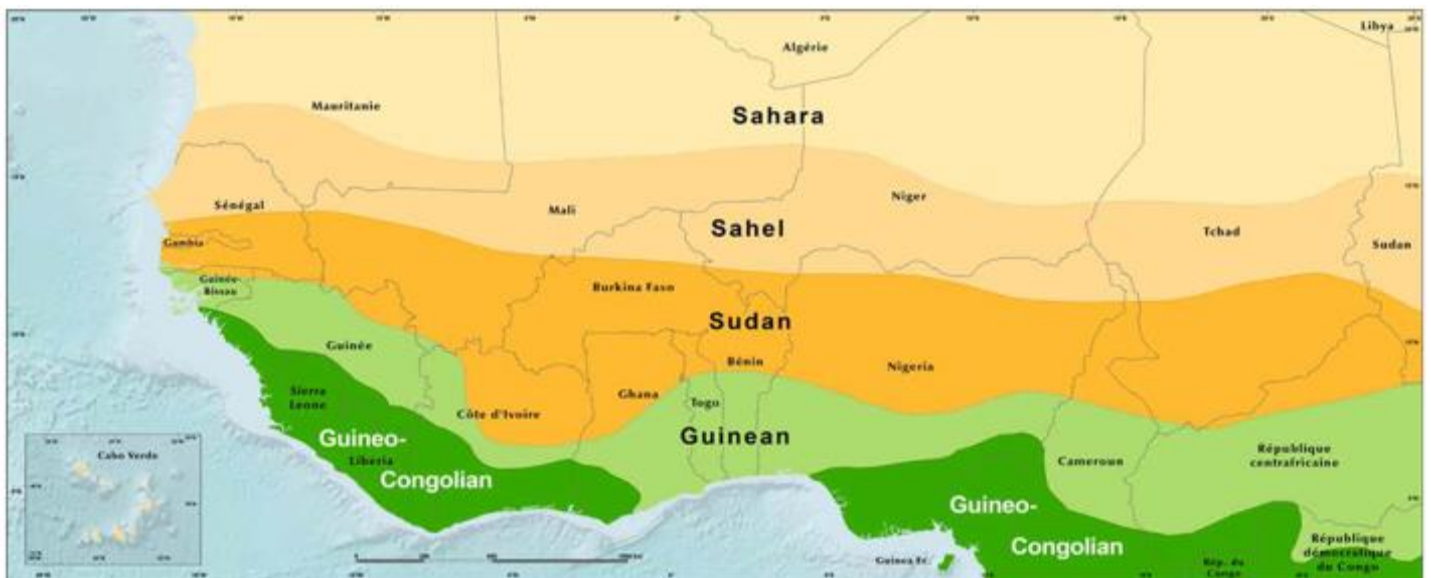 Libya
Algérie
Mauritanie
Sahara
Niger
Sénégal
Mali
Sahel
Tchad
Sudan
Gambia
Guinée-
Bissau
Burkina Faso
Sudan
Guinée
Bénin
Nigeria
Sierra
Leone
Ghana
Togo
Côte d'Ivoire
Guineo-
Congolian
Liberia
Guinean
Cameroun
République
centrafricaine
Cabo Verde
Guineo-
Congolian
Guinea Ec.
Rép. du
Congo
République
démocratique
du Congo